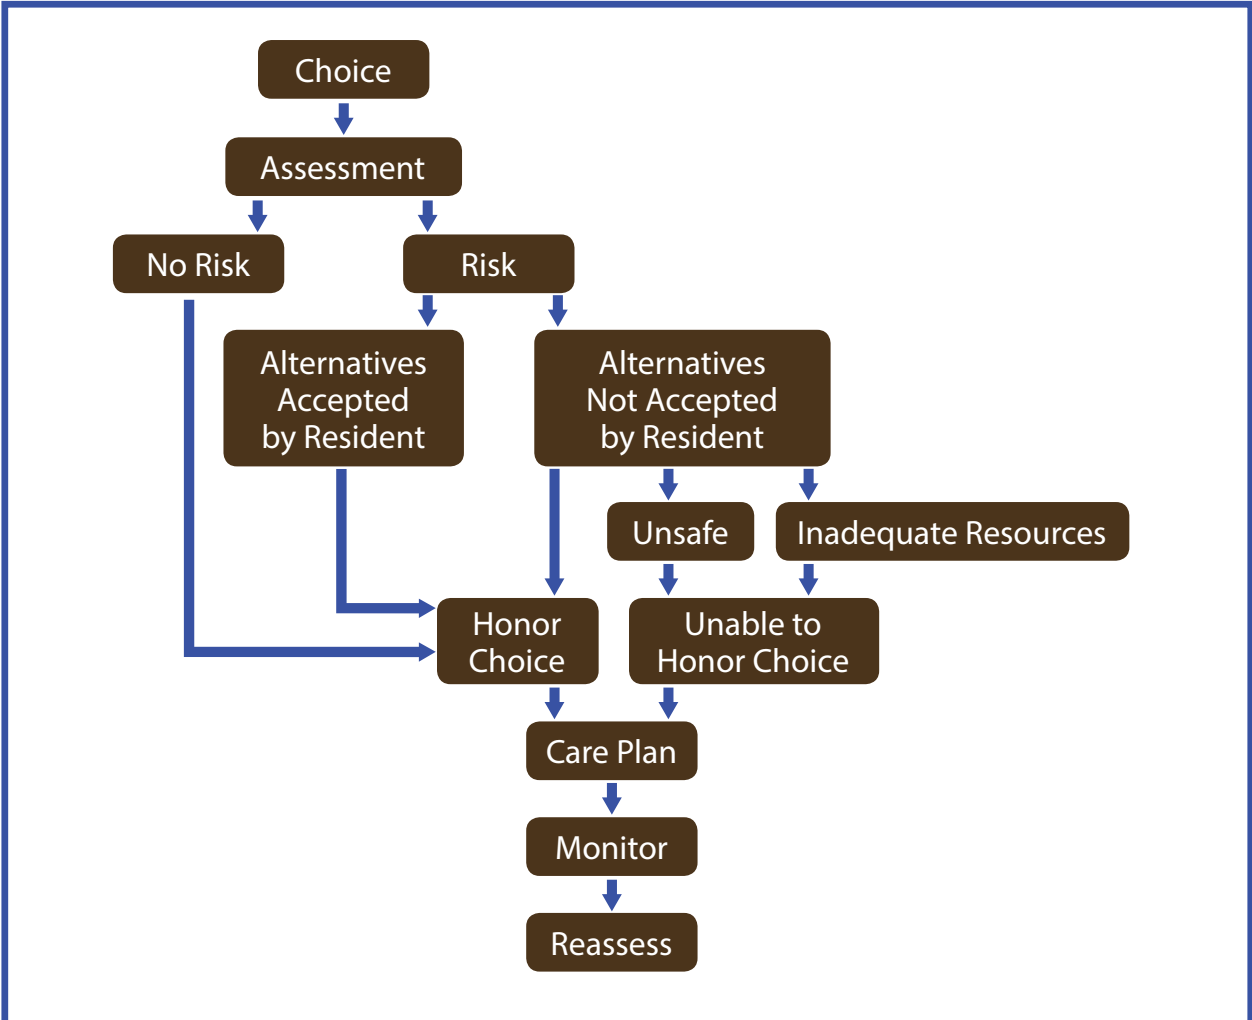 Choice
Assessment
No Risk
Risk
Alternatives
Accepted
by Resident
Alternatives
Not Accepted
by Resident
Unsafe
Inadequate Resources
Honor
Choice
Unable to
Honor Choice
Care Plan
Monitor
Reassess